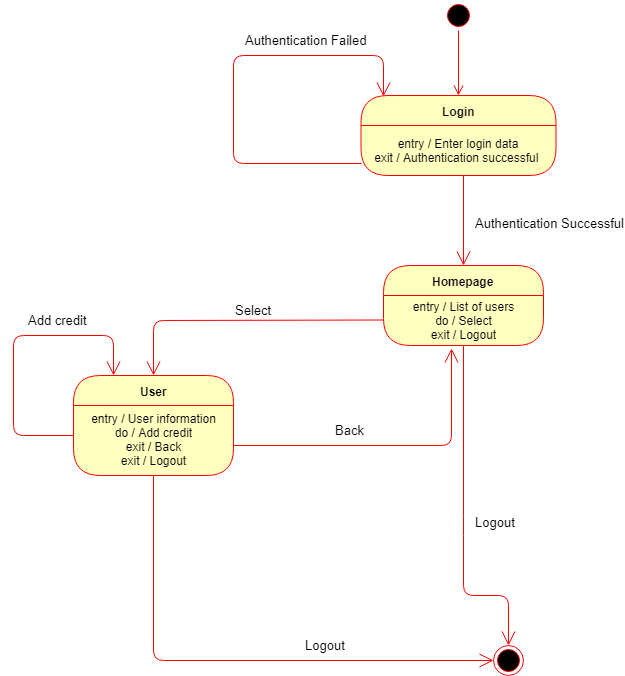 Authentication Failed
Login
entry / Enter login data
exit / Authentication successful
Authentication Successful
Homepage
entry / List of users
do / Select
exit / Logout
Select
Add credit
User
entry / User information
do / Add credit
exit / Back
exit / Logout
Back
Logout
Logout